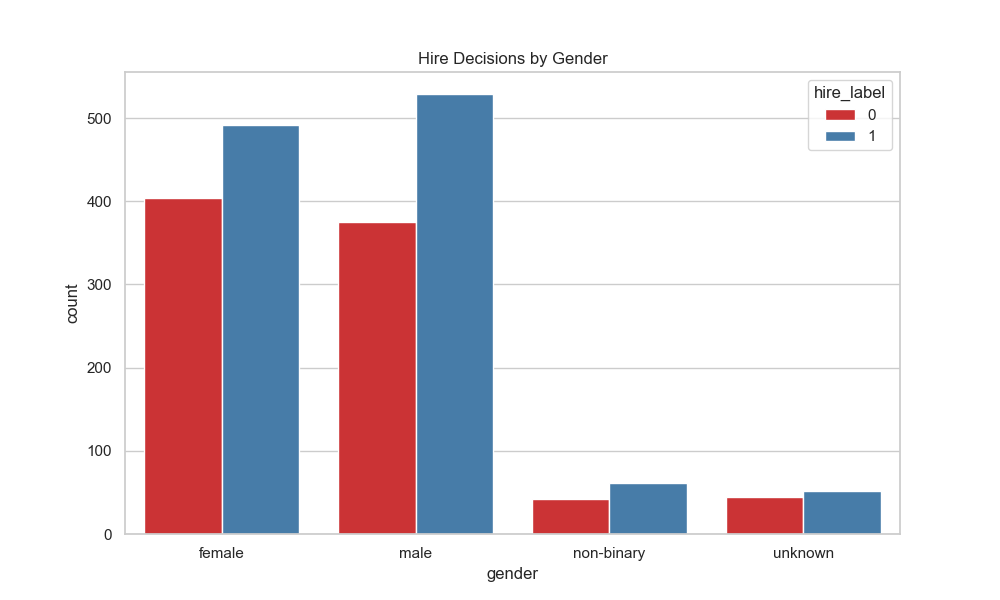 Hire Decisions by Gender
hire_label
0
1
500
400
300
200
100
0
count
female male non-binary unknown
gender